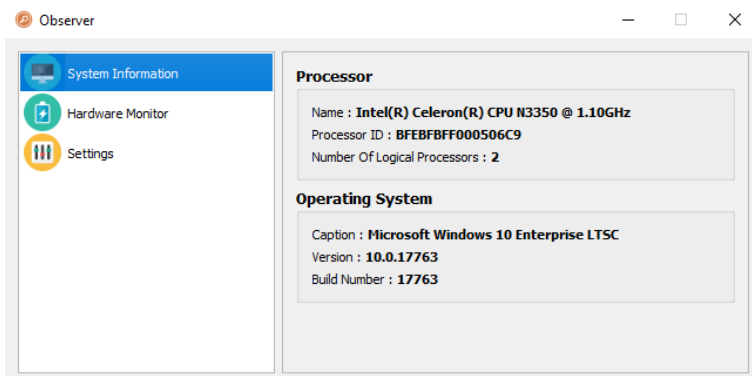 Observer
System Information
Hardware Monitor
Settings
Processor
Name : Intel(R) Celeron(R) CPU N3350 @ 1.10GHz
Processor ID : BFEBFBFF000506C9
Number Of Logical Processors : 2
Operating System
Caption : Microsoft Windows 10 Enterprise LTSC
Version : 10.0.17763
Build Number : 17763